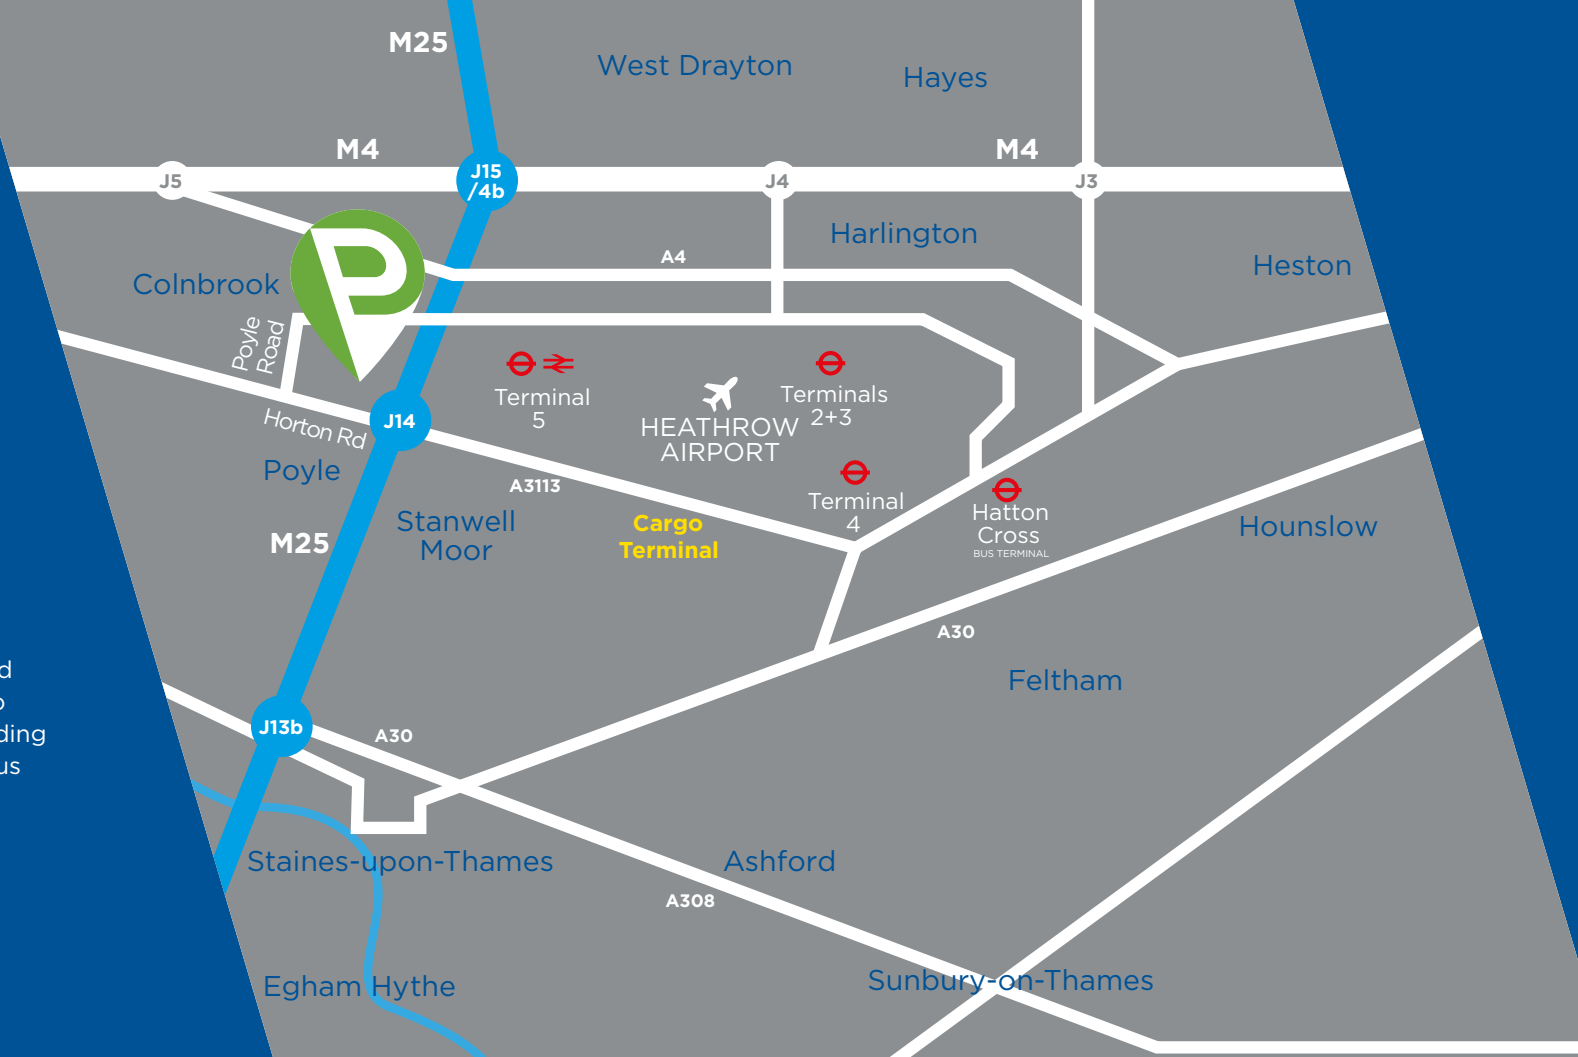 M25
West Drayton
Hayes
M4
M4
J5
J15
/4b
J4
J3
Harlington
A4
Heston
Colnbrook
P
Poyle
Road
Terminal
5
Terminals
2+3
HEATHROW
AIRPORT
J14
Horton Rd
Poyle
A3113
Terminal
4
Hatton
Cross
BUS TERMINAL
Stanwell
Moor
Cargo
Terminal
Hounslow
M25
A30
Feltham
ding
us
J13b
A30
Staines-upon-Thames
Ashford
A308
Egham Hythe
Sunbury-on-Thames